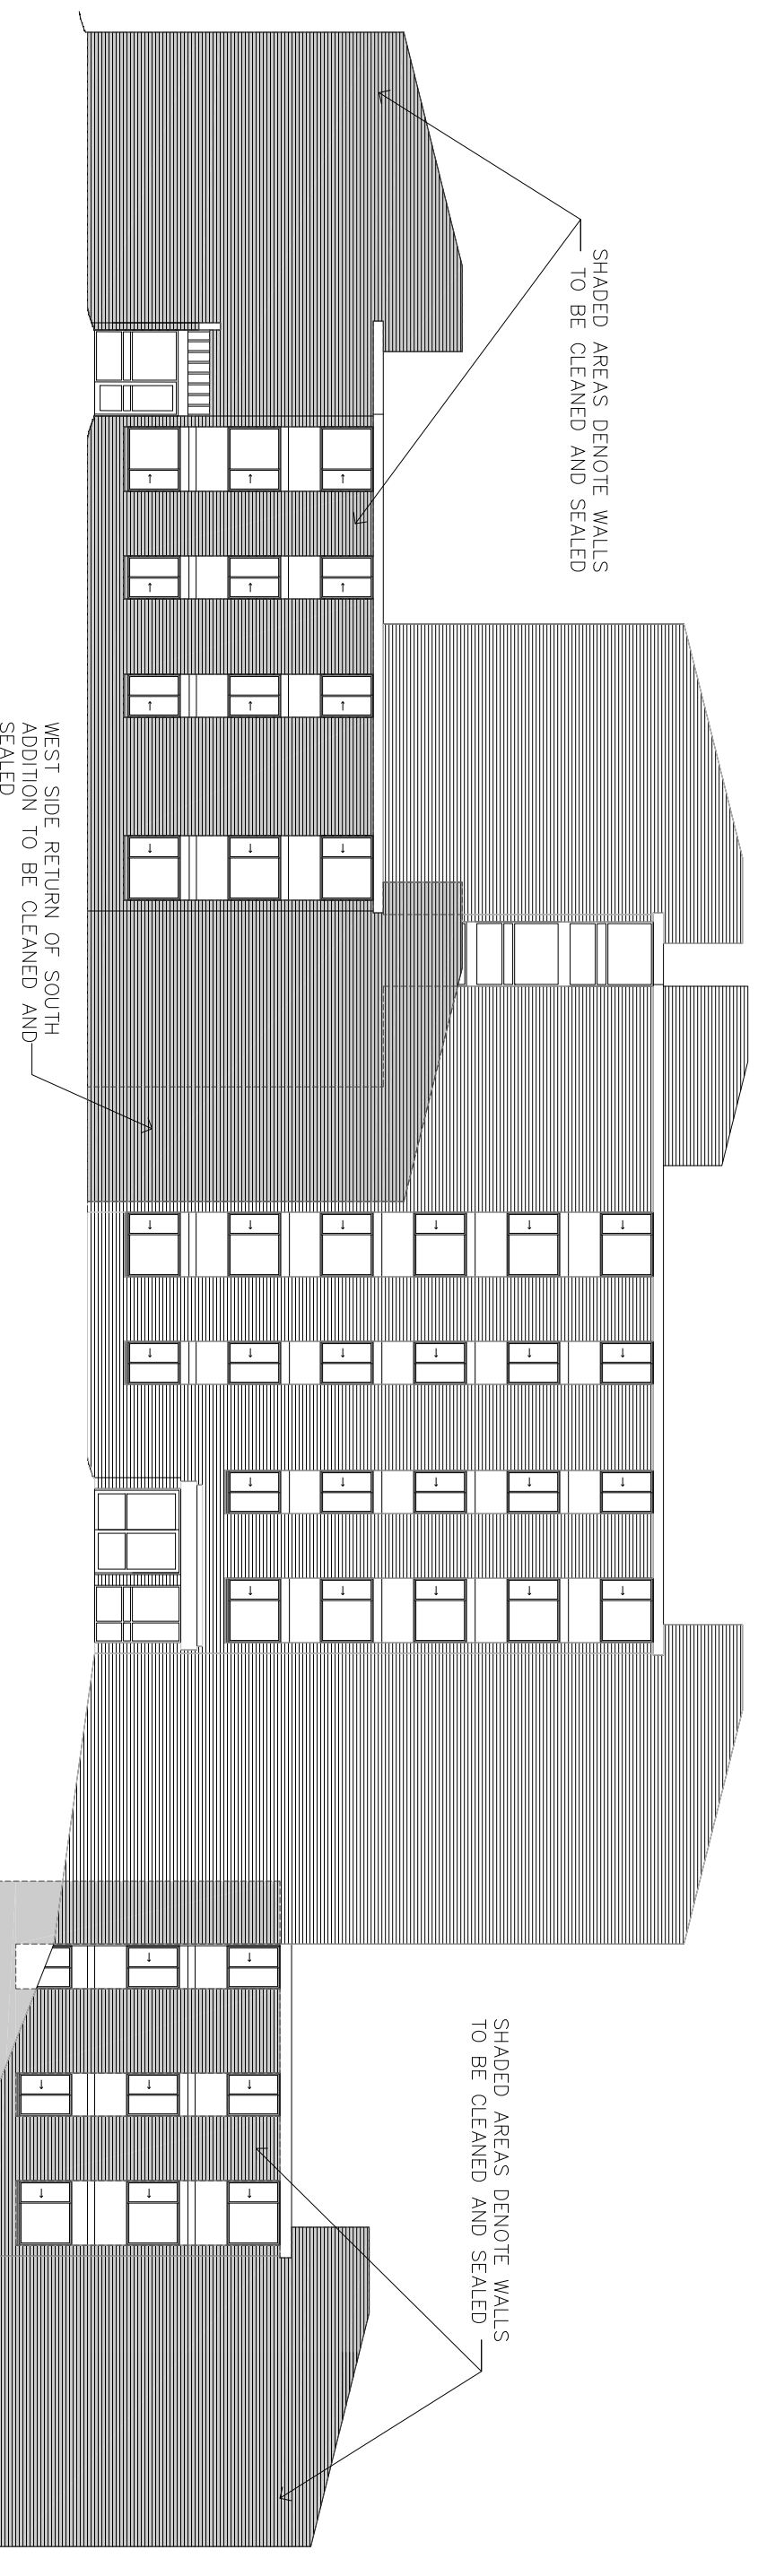 SHADED AREAS DENOTE WALLS
TO BE CLEANED AND SEALED
WEST SIDE RETURN OF SOUTH
ADDITION TO BE CLEANED AND
SEALED
SHADED AREAS DENOTE WALLS
TO BE CLEANED AND SEALED